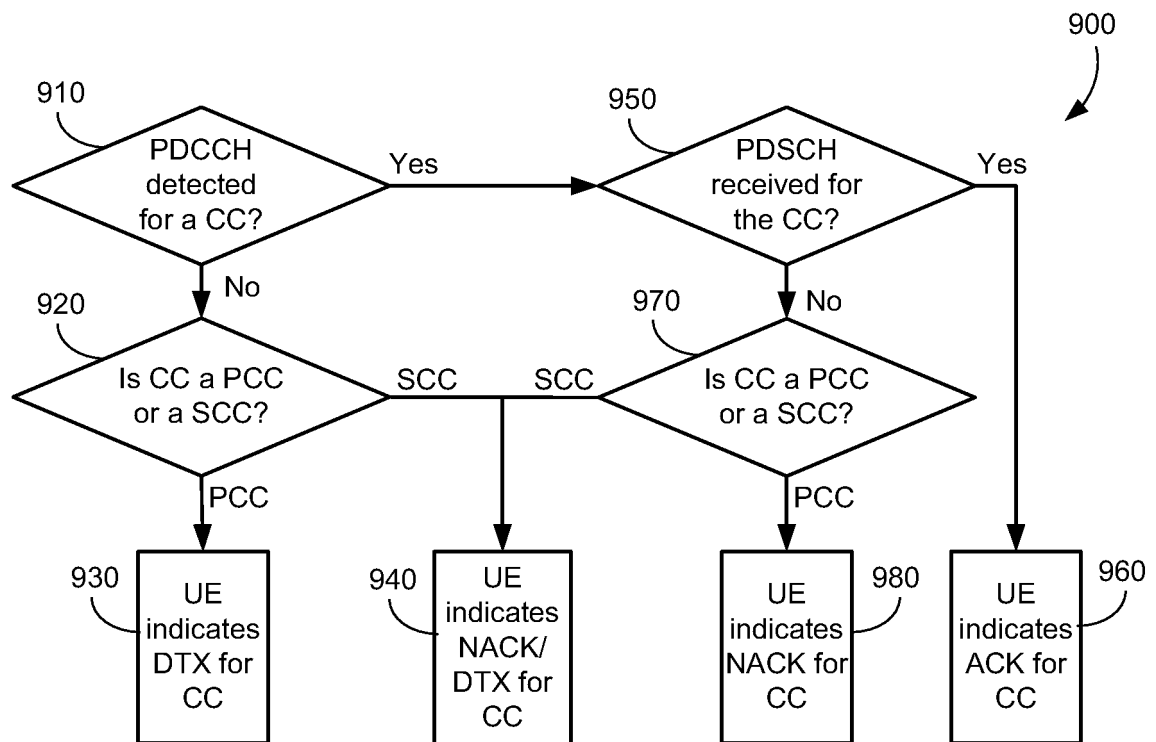 900
910
950
PDCCH
detected
for a CC?
Yes
PDSCH
received for
the CC?
Yes
No
No
920
970
Is CC a PCC
or a SCC?
SCC
SCC
Is CC a PCC
or a SCC?
PCC
PCC
930
UE
indicates
DTX for
CC
940
UE
indicates
NACK/
DTX for
CC
UE
indicates
NACK for
CC
980
UE
indicates
ACK for
CC
960